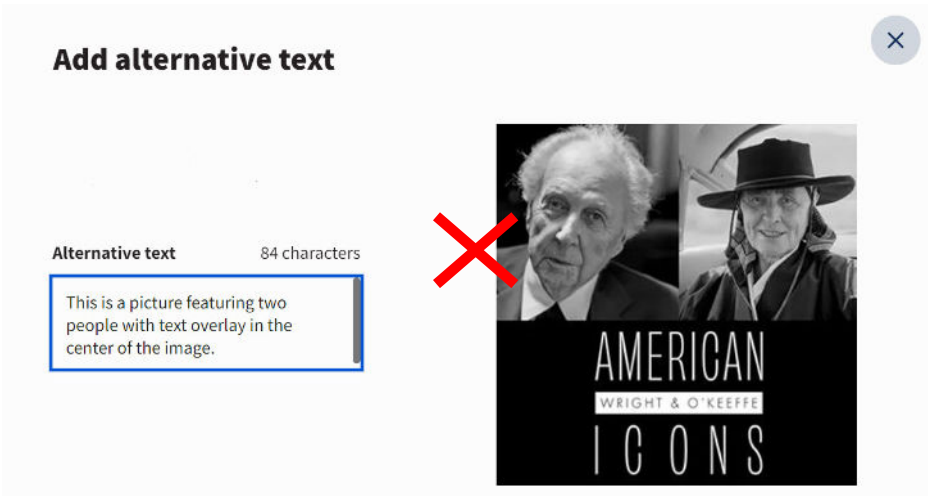 Add alternative text
Alternative text
84 characters
This is a picture featuring two
people with text overlay in the
center of the image.
AMERICAN
WRIGHT & O'KEEFFE
ICONS